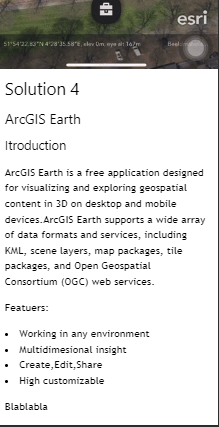 esri
51°54'22.83"N 4°28'35.58"E, elev 0m, eye alt 167m
Solution 4
ArcGIS Earth
Itroduction
ArcGIS Earth is a free application designed
for visualizing and exploring geospatial
content in 3D on desktop and mobile
devices.ArcGIS Earth supports a wide array
of data formats and services, including
KML, scene layers, map packages, tile
packages, and Open Geospatial
Consortium (OGC) web services.
Featuers:
• Working in any environment
• Multidimesional insight
• Create,Edit,Share
• High customizable
Blablabla